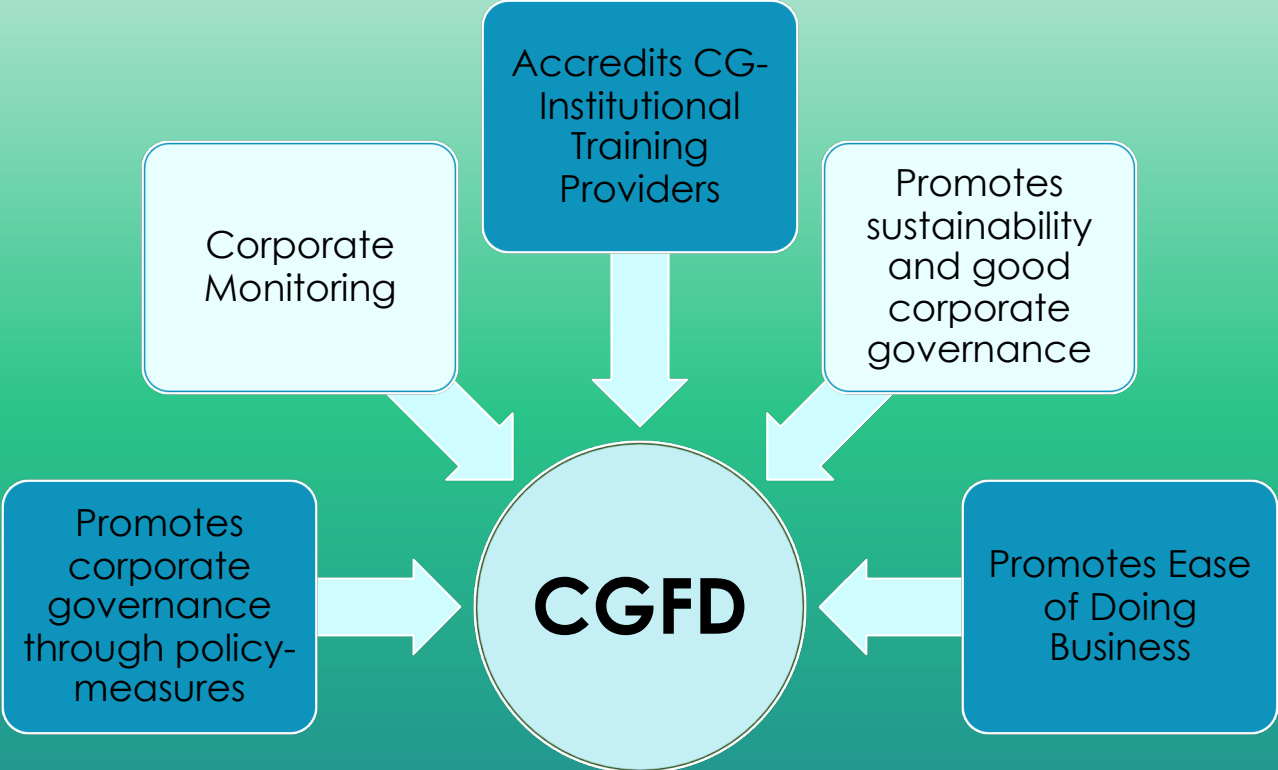 Accredits CG-
Institutional
Training
Providers
Corporate
Monitoring
Promotes
sustainability
and good
corporate
governance
Promotes
corporate
governance
through policy-
measures
CGFD
Promotes Ease
of Doing
Business